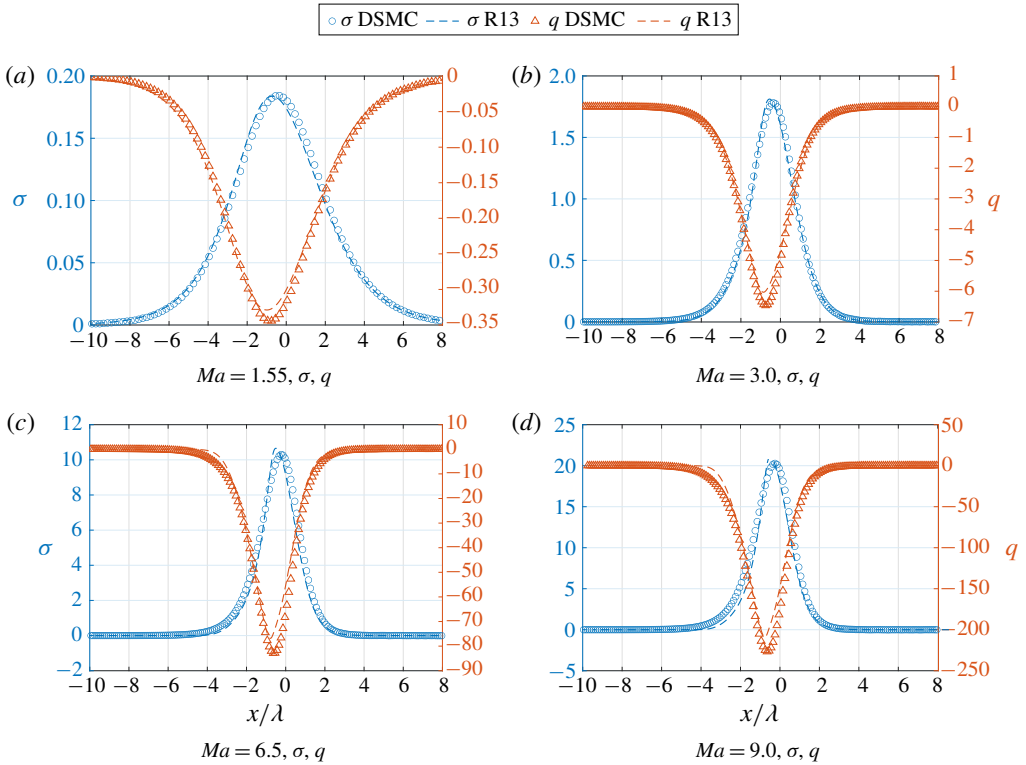 σ DSMC σ R13 q DSMC q R13
(a) (b)
0.20 0 2.0 1
0.15 0.10 0.05 0
σ
−0.05 −0.10 −0.15 −0.20 −0.25 −0.30 −0.35
1.5 1.0 0.5 0
0 −1 −2 −3 −4 −5 −6 −7
q
−10 −8 −6 −4 −2 0 2 4 6 8
−10 −8 −6 −4 −2 0 2 4 6 8
Ma = 1.55, σ, q
Ma = 3.0, σ, q
(c) (d)
12 10 8 6 4 2 0 −2
σ
10 0 −10 −20 −30 −40 −50 −60 −70 −80 −90
25 20 15 10 5 0 −5
50 0 −50 −100 −150 −200 −250
q
−10 −8 −6 −4 −2 0 2 4 6 8
−10 −8 −6 −4 −2 0 2 4 6 8
x/λ x/λ
Ma = 6.5, σ, q
Ma = 9.0, σ, q